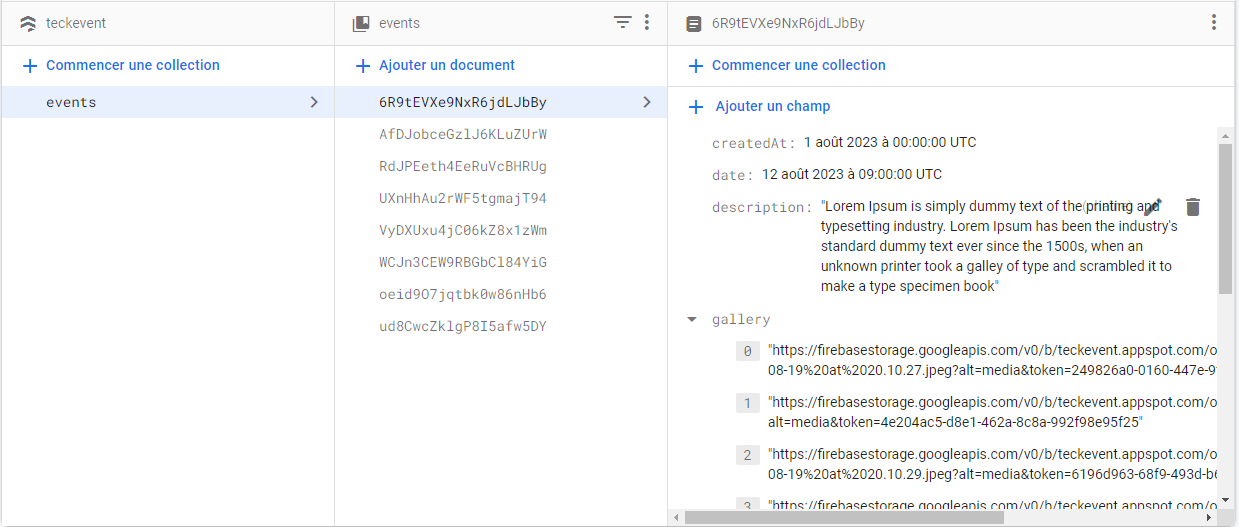 teckevent
Commencer une collection
events
events
Ajouter un document
6R9tEVXe9NxR6jdLJbBy
AfDJobceGzlJ6KLuZUrW
RdJPEeth4EeRuVcBHRUg
UXnHhAu2rWF5tgmajT94
VyDXUxu4jC06kZ8x1zWm
WCJn3CEW9RBGbCl84YiG
oeid9O7jqtbk0w86nHb6
ud8CwcZklgP8I5afw5DY
6R9tEVXe9NxR6jdLJbBy
Commencer une collection
Ajouter un champ
createdAt: 1 août 2023 à 00:00:00 UTC
date: 12 août 2023 à 09:00:00 UTC
description: "Lorem Ipsum is simply dummy text of the printing and
typesetting industry. Lorem Ipsum has been the industry's
standard dummy text ever since the 1500s, when an
unknown printer took a galley of type and scrambled it to
make a type specimen book"
gallery
0 "https://firebasestorage.googleapis.com/v0/b/teckevent.appspot.com/o
08-19%20at%2020.10.27.jpeg?alt=media&token=249826a0-0160-447e-9
1 "https://firebasestorage.googleapis.com/v0/b/teckevent.appspot.com/o
alt=media&token=4e204ac5-d8e1-462a-8c8a-992f98e95f25"
2 "https://firebasestorage.googleapis.com/v0/b/teckevent.appspot.com/o
08-19%20at%2020.10.29.jpeg?alt=media&token=6196d963-68f9-493d-b6
3 "https://firebasestorage.googleapis.com/v0/b/teckevent.appspot.com/o